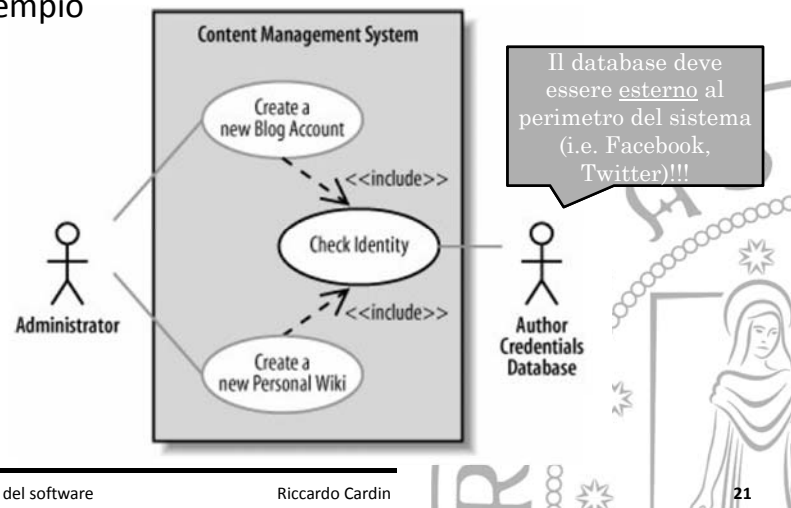 empio
Content Management System
Il database deve
essere esterno al
perimetro del sistema
(i.e. Facebook,
Twitter)!!!
Create a
new Blog Account
<<include>>
Check Identity
Administrator
<<include>>
Author
Credentials
Database
Create a
new Personal Wiki
del software
Riccardo Cardin
21